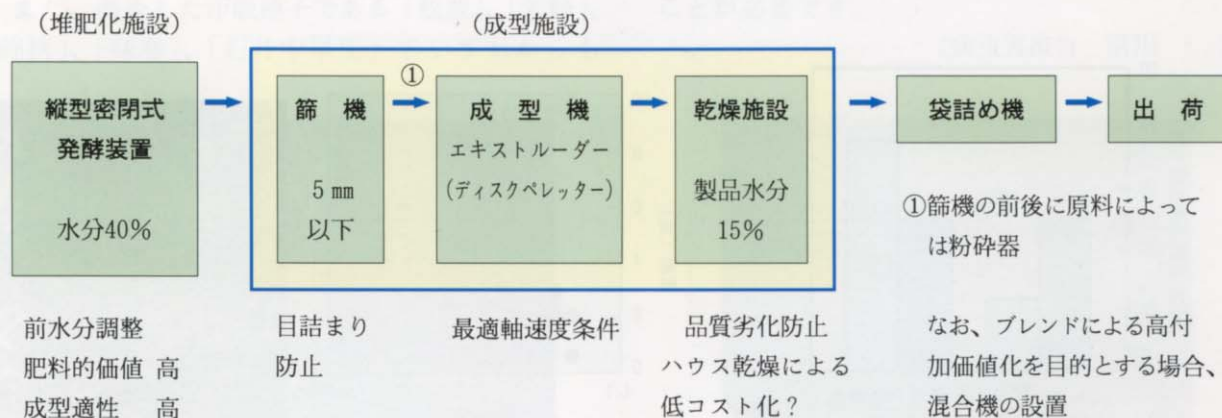 （堆肥化施設）
（成型施設）
縦型密閉式
発酵装置
水分40%
篩　機
5 mm
以下
①
成　型　機
エキストルーダー
(ディスクペレッター)
乾燥施設
製品水分
15%
袋詰め機
出　荷
前水分調整
肥料的価値 高
成型適性　高
目詰まり
防止
最適軸速度条件
品質劣化防止
ハウス乾燥による
低コスト化？
①篩機の前後に原料によって
は粉砕器
なお、ブレンドによる高付
加価値化を目的とする場合、
混合機の設置